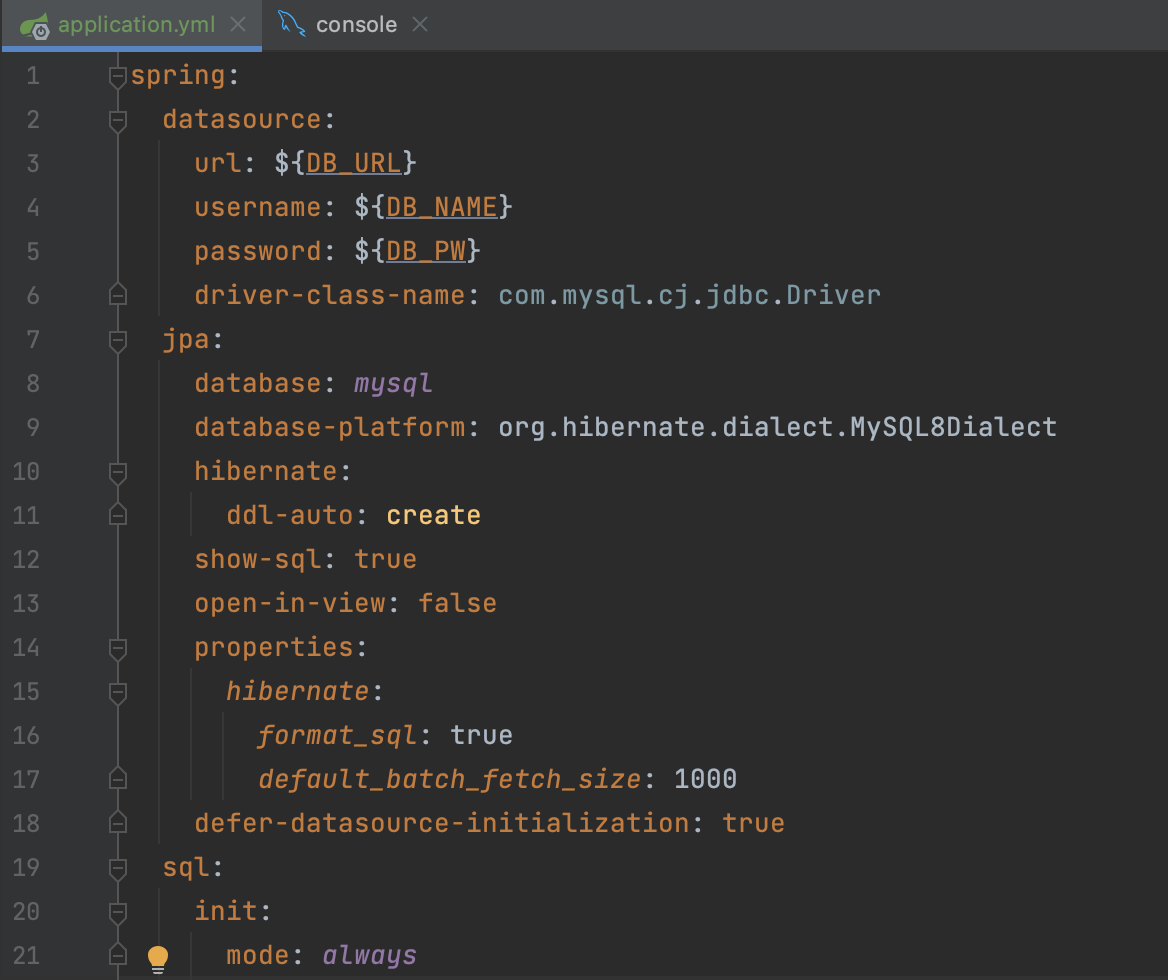 application.yml console
1 spring:
2   datasource:
3     url: ${DB_URL}
4     username: ${DB_NAME}
5     password: ${DB_PW}
6     driver-class-name: com.mysql.cj.jdbc.Driver
7   jpa:
8     database: mysql
9     database-platform: org.hibernate.dialect.MySQL8Dialect
10     hibernate:
11       ddl-auto: create
12     show-sql: true
13     open-in-view: false
14     properties:
15       hibernate:
16         format_sql: true
17         default_batch_fetch_size: 1000
18     defer-datasource-initialization: true
19   sql:
20     init:
21       mode: always